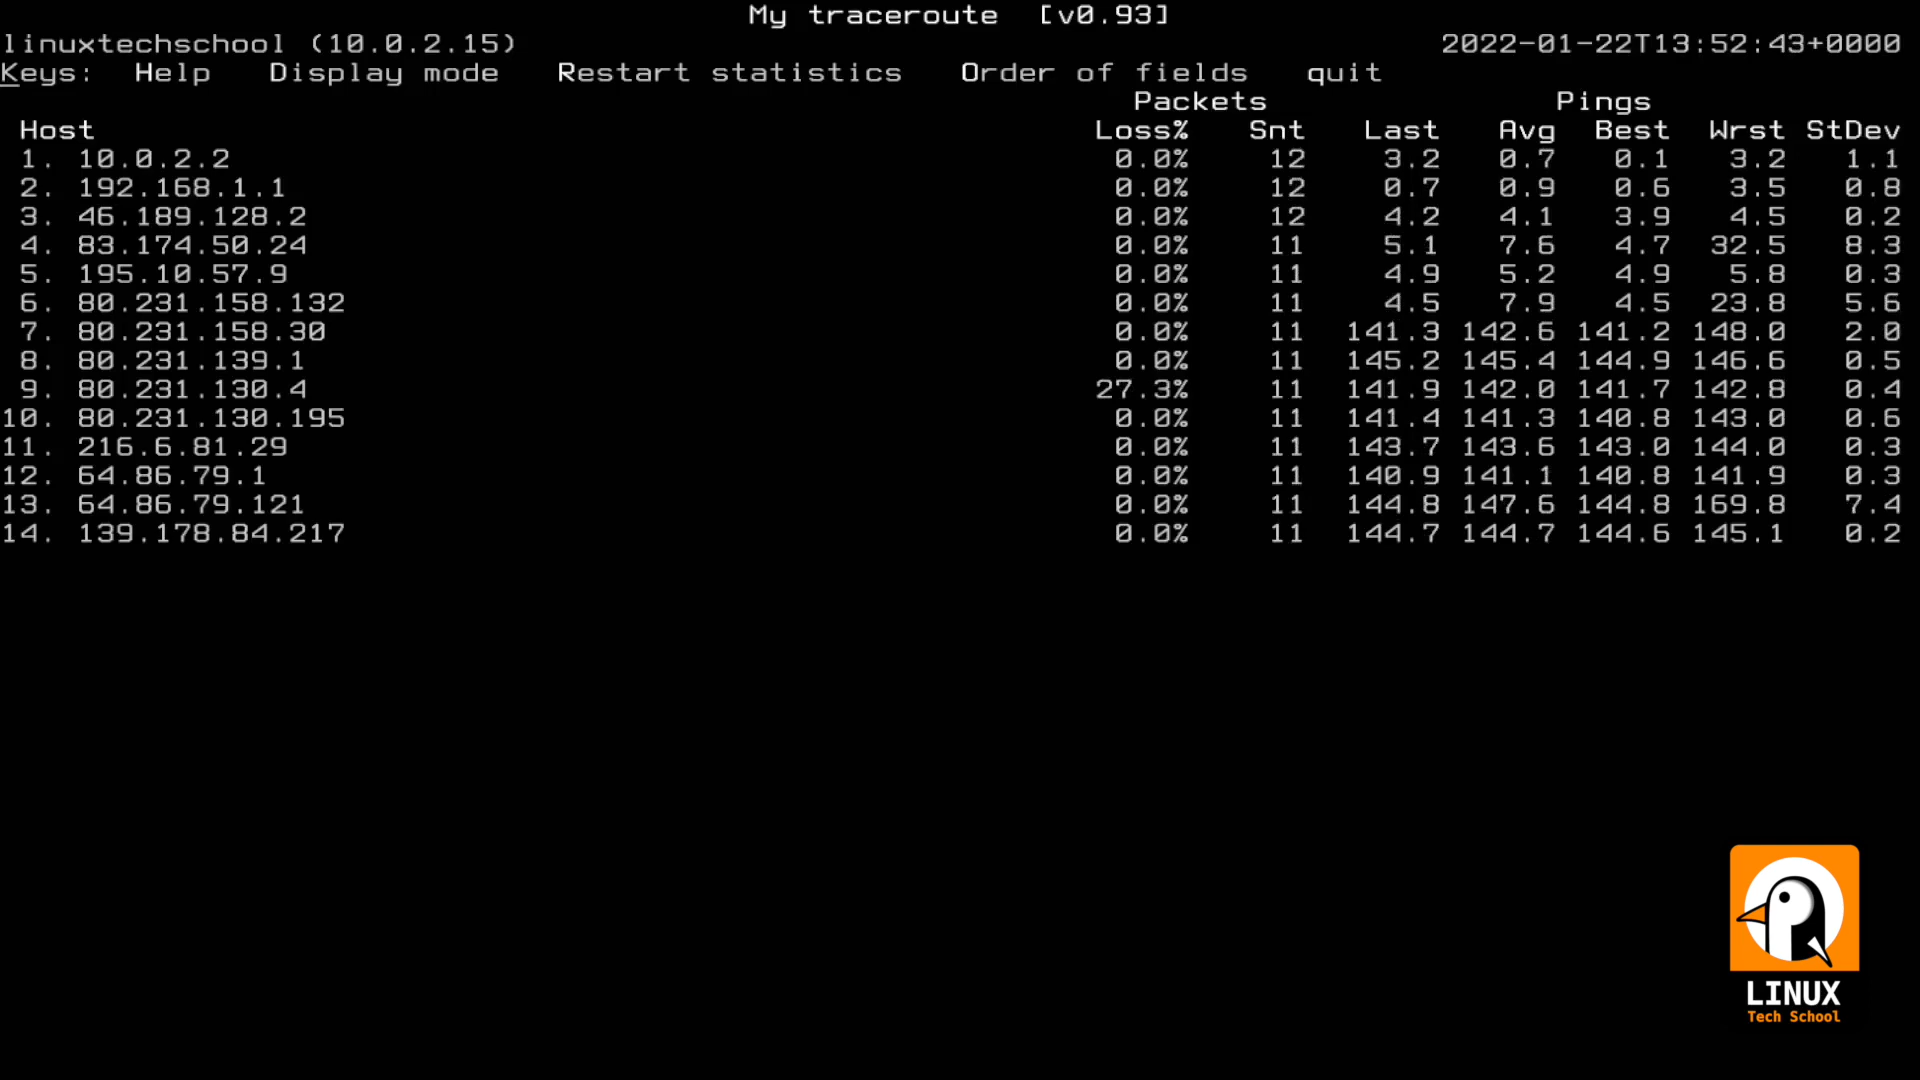 My traceroute [v0.93]
linuxtechschool (10.0.2.15) 2022-01-22T13:52:43+0000
Keys: Help Display mode Restart statistics Order of fields quit
Packets Pings
Host Loss% Snt Last Avg Best Wrst StDev
1. 10.0.2.2 0.0% 12 3.2 0.7 0.1 3.2 1.1
2. 192.168.1.1 0.0% 12 0.7 0.9 0.6 3.5 0.8
3. 46.189.128.2 0.0% 12 4.2 4.1 3.9 4.5 0.2
4. 83.174.50.24 0.0% 11 5.1 7.6 4.7 32.5 8.3
5. 195.10.57.9 0.0% 11 4.9 5.2 4.9 5.8 0.3
6. 80.231.158.132 0.0% 11 4.5 7.9 4.5 23.8 5.6
7. 80.231.158.30 0.0% 11 141.3 142.6 141.2 148.0 2.0
8. 80.231.139.1 0.0% 11 145.2 145.4 144.9 146.6 0.5
9. 80.231.130.4 27.3% 11 141.9 142.0 141.7 142.8 0.4
10. 80.231.130.195 0.0% 11 141.4 141.3 140.8 143.0 0.6
11. 216.6.81.29 0.0% 11 143.7 143.6 143.0 144.0 0.3
12. 64.86.79.1 0.0% 11 140.9 141.1 140.8 141.9 0.3
13. 64.86.79.121 0.0% 11 144.8 147.6 144.8 169.8 7.4
14. 139.178.84.217 0.0% 11 144.7 144.7 144.6 145.1 0.2
LINUX
Tech School